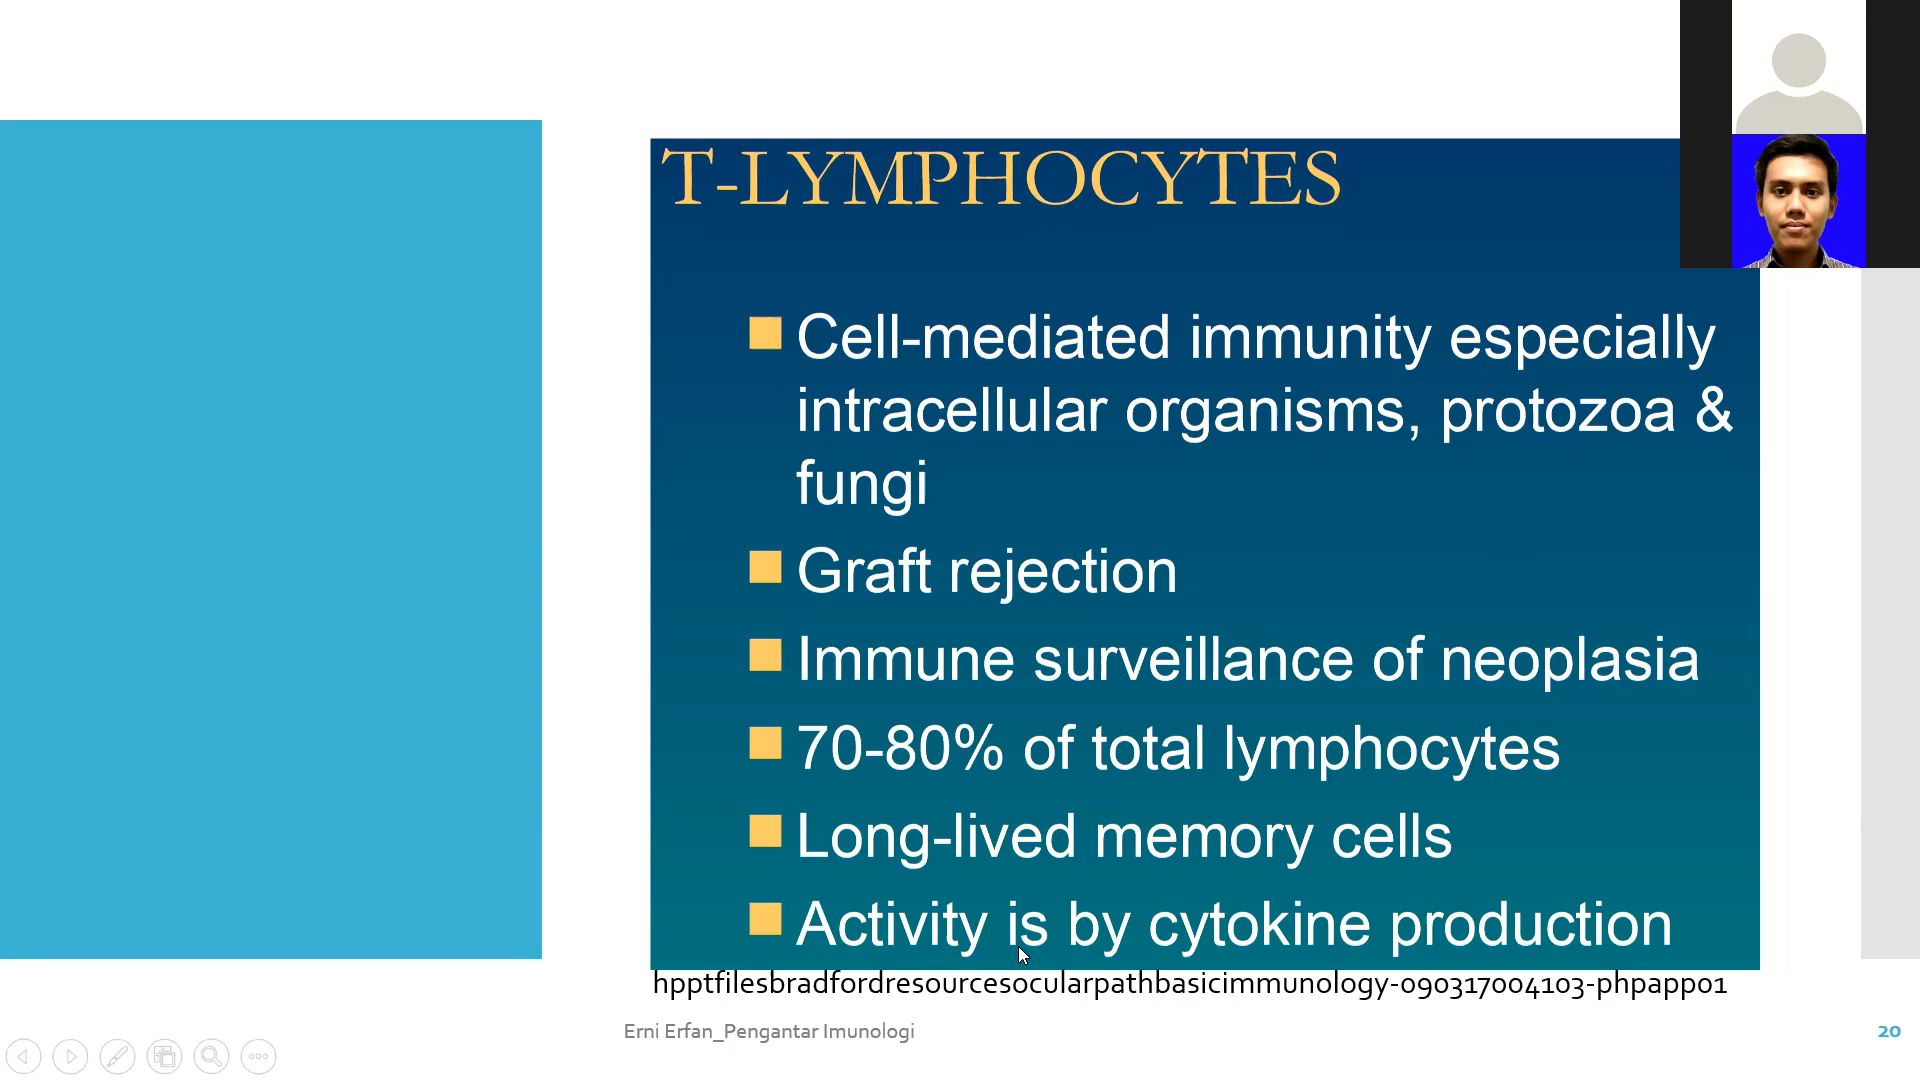 T-LYMPHOCYTES
Cell-mediated immunity especially
intracellular organisms, protozoa &
fungi
Graft rejection
Immune surveillance of neoplasia
70-80% of total lymphocytes
Long-lived memory cells
Activity is by cytokine production
hpptfilesbradfordresourcesocularpathbasicimmunology-090317004103-phpapp01
Erni Erfan_Pengantar Imunologi
20